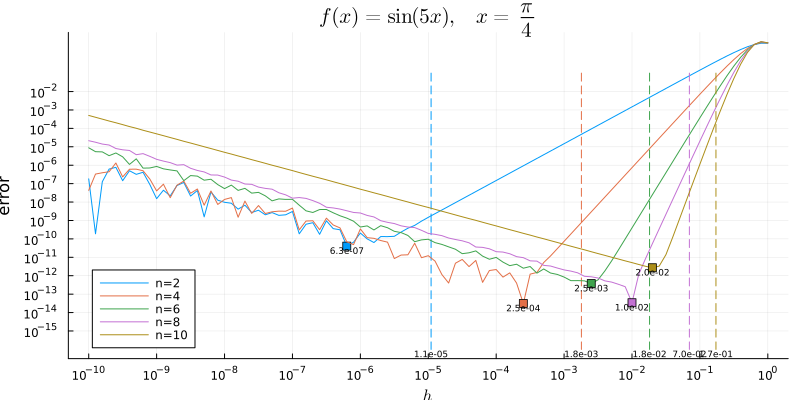 f(x) = sin(5x), x = π/4
error
10⁻²
10⁻³
10⁻⁴
10⁻⁵
10⁻⁶
10⁻⁷
10⁻⁸
10⁻⁹
10⁻¹⁰
10⁻¹¹
10⁻¹²
10⁻¹³
10⁻¹⁴
10⁻¹⁵
6.3e-07
2.5e-04
2.5e-03
1.0e-02
2.0e-02
n=2
n=4
n=6
n=8
n=10
1.1e-05 1.8e-03 1.8e-02 7.0e-02 1.7e-01
10⁻¹⁰ 10⁻⁹ 10⁻⁸ 10⁻⁷ 10⁻⁶ 10⁻⁵ 10⁻⁴ 10⁻³ 10⁻² 10⁻¹ 10⁰
h